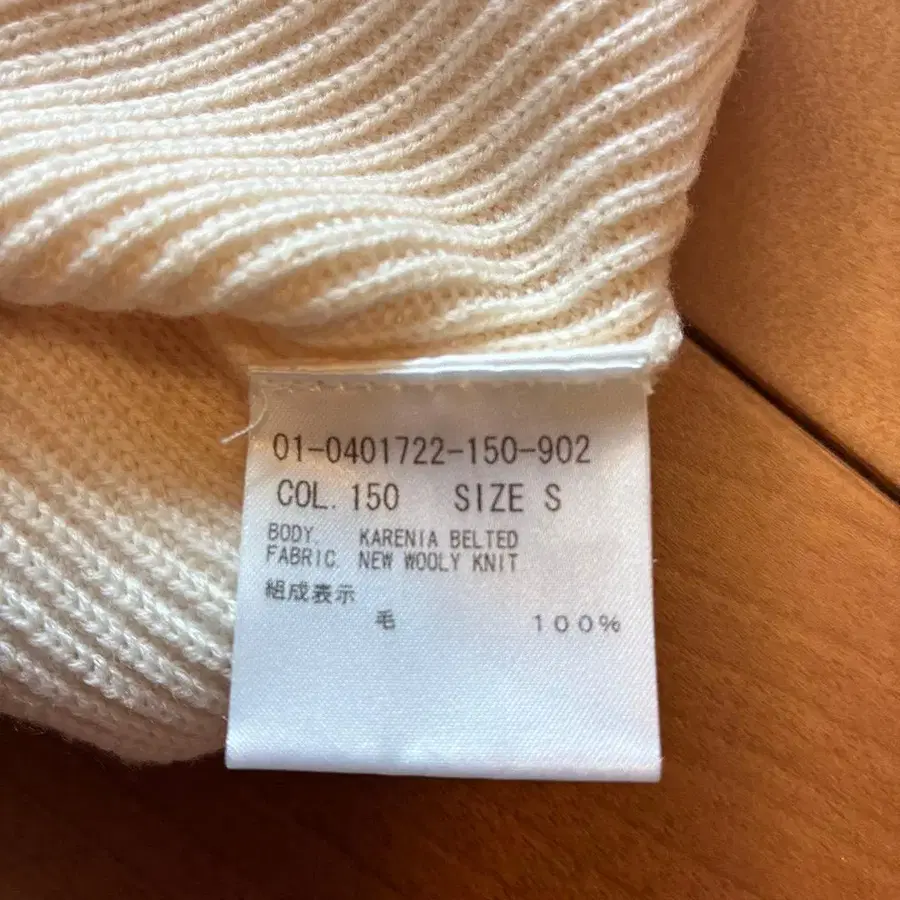 01-0401722-150-902
COL. 150 SIZE S
BODY. KARENIA BELTED
FABRIC. NEW WOOLY KNIT
組成表示
毛 100%